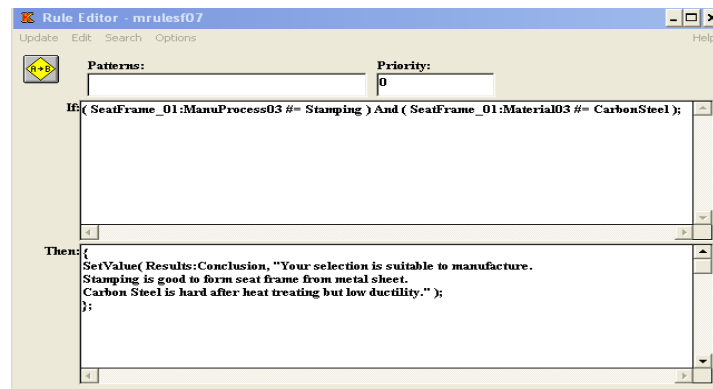 K Rule Editor - mrulesf07
Update Edit Search Options Help
A+B Patterns: Priority:
0
If: ( SeatFrame_01:ManuProcess03 #= Stamping ) And ( SeatFrame_01:Material03 #= CarbonSteel );
Then: {
SetValue( Results:Conclusion, "Your selection is suitable to manufacture.
Stamping is good to form seat frame from metal sheet.
Carbon Steel is hard after heat treating but low ductility." );
};